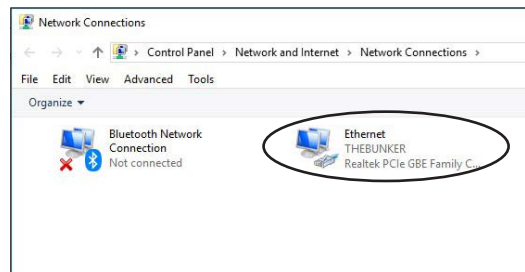 Network Connections
Control Panel > Network and Internet > Network Connections >
File Edit View Advanced Tools
Organize
Bluetooth Network
Connection
Not connected
Ethernet
THEBUNKER
Realtek PCIe GBE Family C...